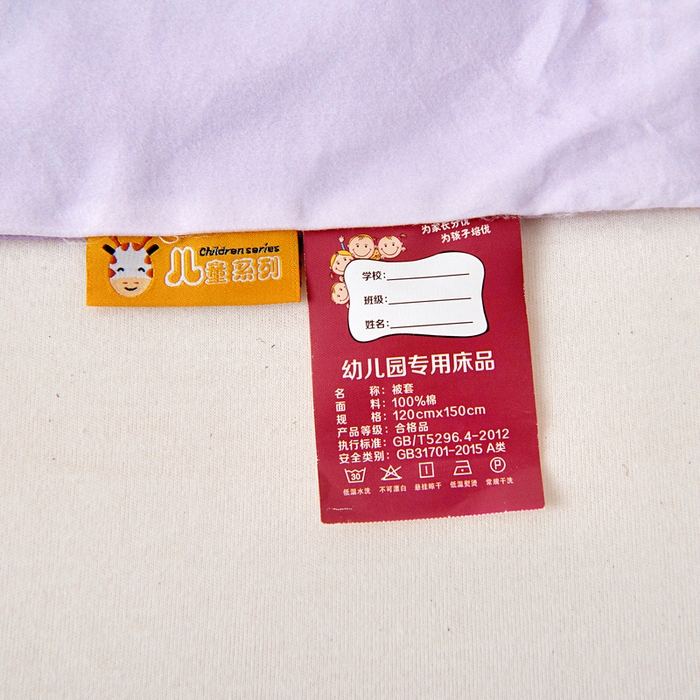 Children series
儿童系列
为家长分忧
为孩子培优
学校:
班级:
姓名:
幼儿园专用床品
名 称: 被套
面 料: 100%棉
规 格: 120cmx150cm
产品等级: 合格品
执行标准: GB/T5296.4-2012
安全类别: GB31701-2015 A类
30
P
低温水洗 不可漂白 悬挂晾干 低温熨烫 常规干洗